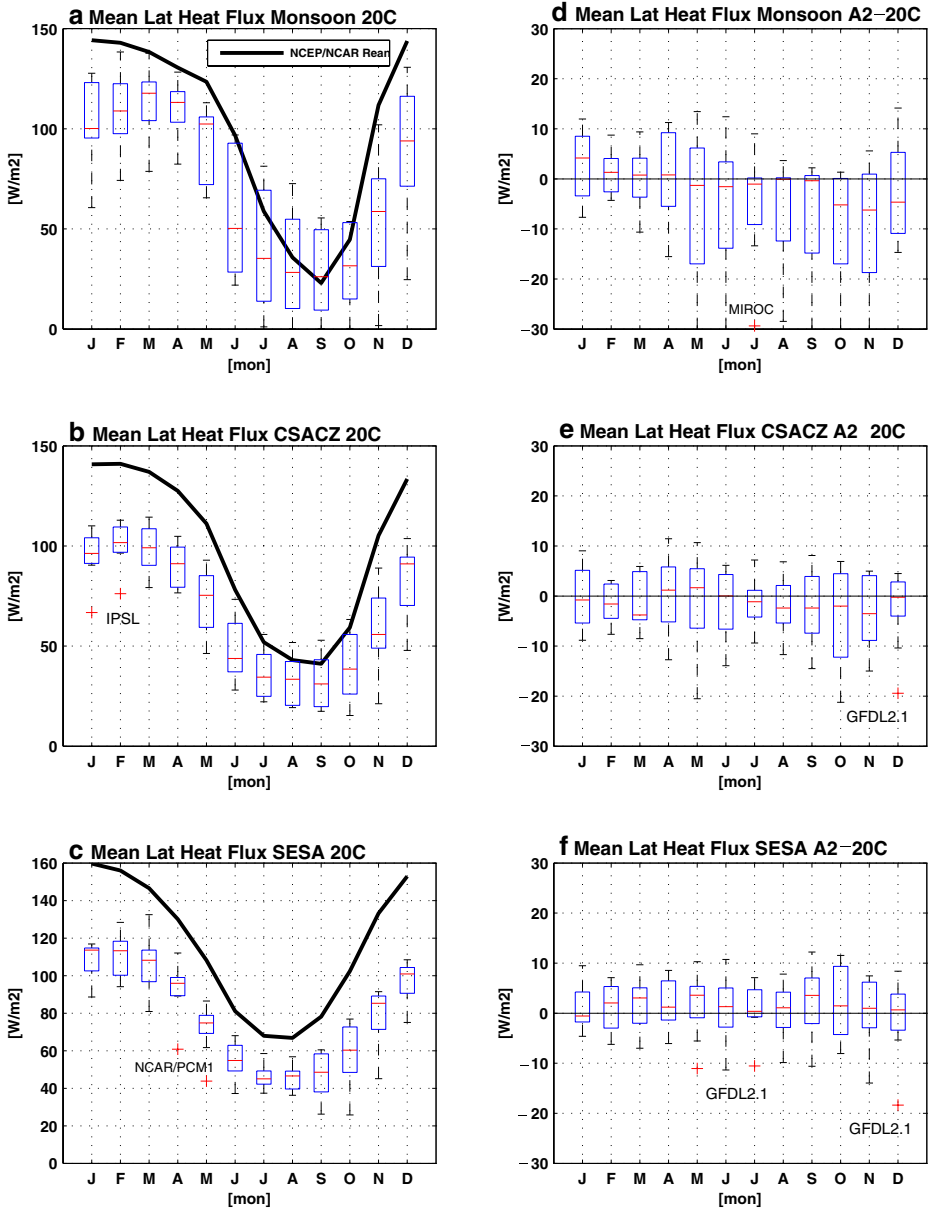 a Mean Lat Heat Flux Monsoon 20C
150
100
50
0
[W/m2]
NCEP/NCAR Rean
J F M A M J J A S O N D
[mon]
d Mean Lat Heat Flux Monsoon A2−20C
30
20
10
0
−10
−20
−30
[W/m2]
MIROC
J F M A M J J A S O N D
[mon]
b Mean Lat Heat Flux CSACZ 20C
150
100
50
0
[W/m2]
IPSL
J F M A M J J A S O N D
[mon]
e Mean Lat Heat Flux CSACZ A2 20C
30
20
10
0
−10
−20
−30
[W/m2]
GFDL2.1
J F M A M J J A S O N D
[mon]
c Mean Lat Heat Flux SESA 20C
160
140
120
100
80
60
40
20
0
[W/m2]
NCAR/PCM1
J F M A M J J A S O N D
[mon]
f Mean Lat Heat Flux SESA A2−20C
30
20
10
0
−10
−20
−30
[W/m2]
GFDL2.1
GFDL2.1
J F M A M J J A S O N D
[mon]